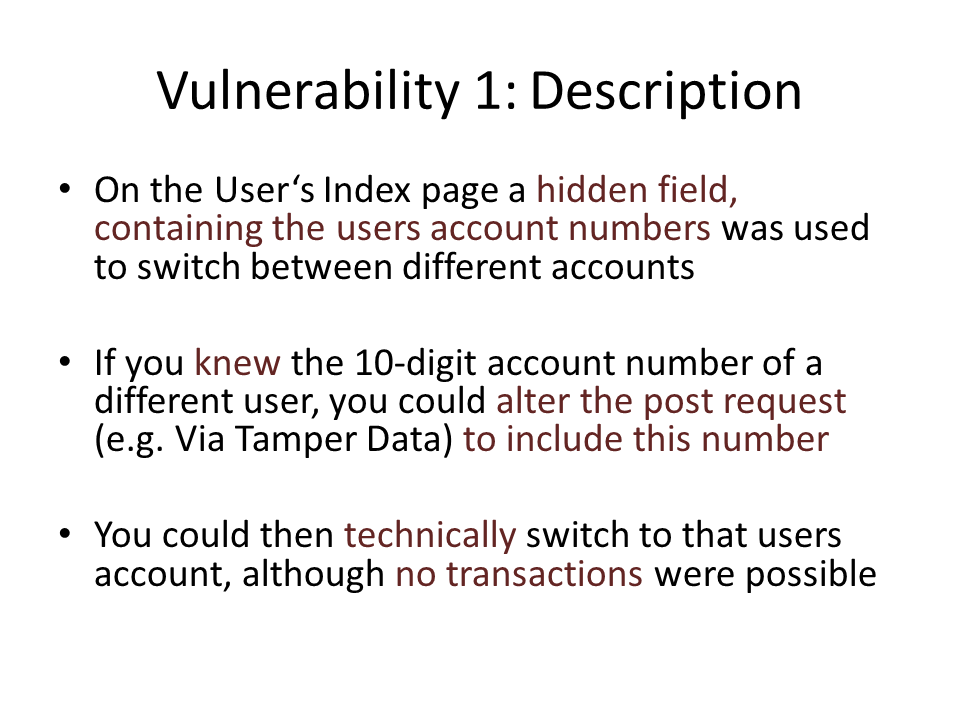 Vulnerability 1: Description
• On the User‘s Index page a hidden field,
containing the users account numbers was used
to switch between different accounts
• If you knew the 10-digit account number of a
different user, you could alter the post request
(e.g. Via Tamper Data) to include this number
• You could then technically switch to that users
account, although no transactions were possible